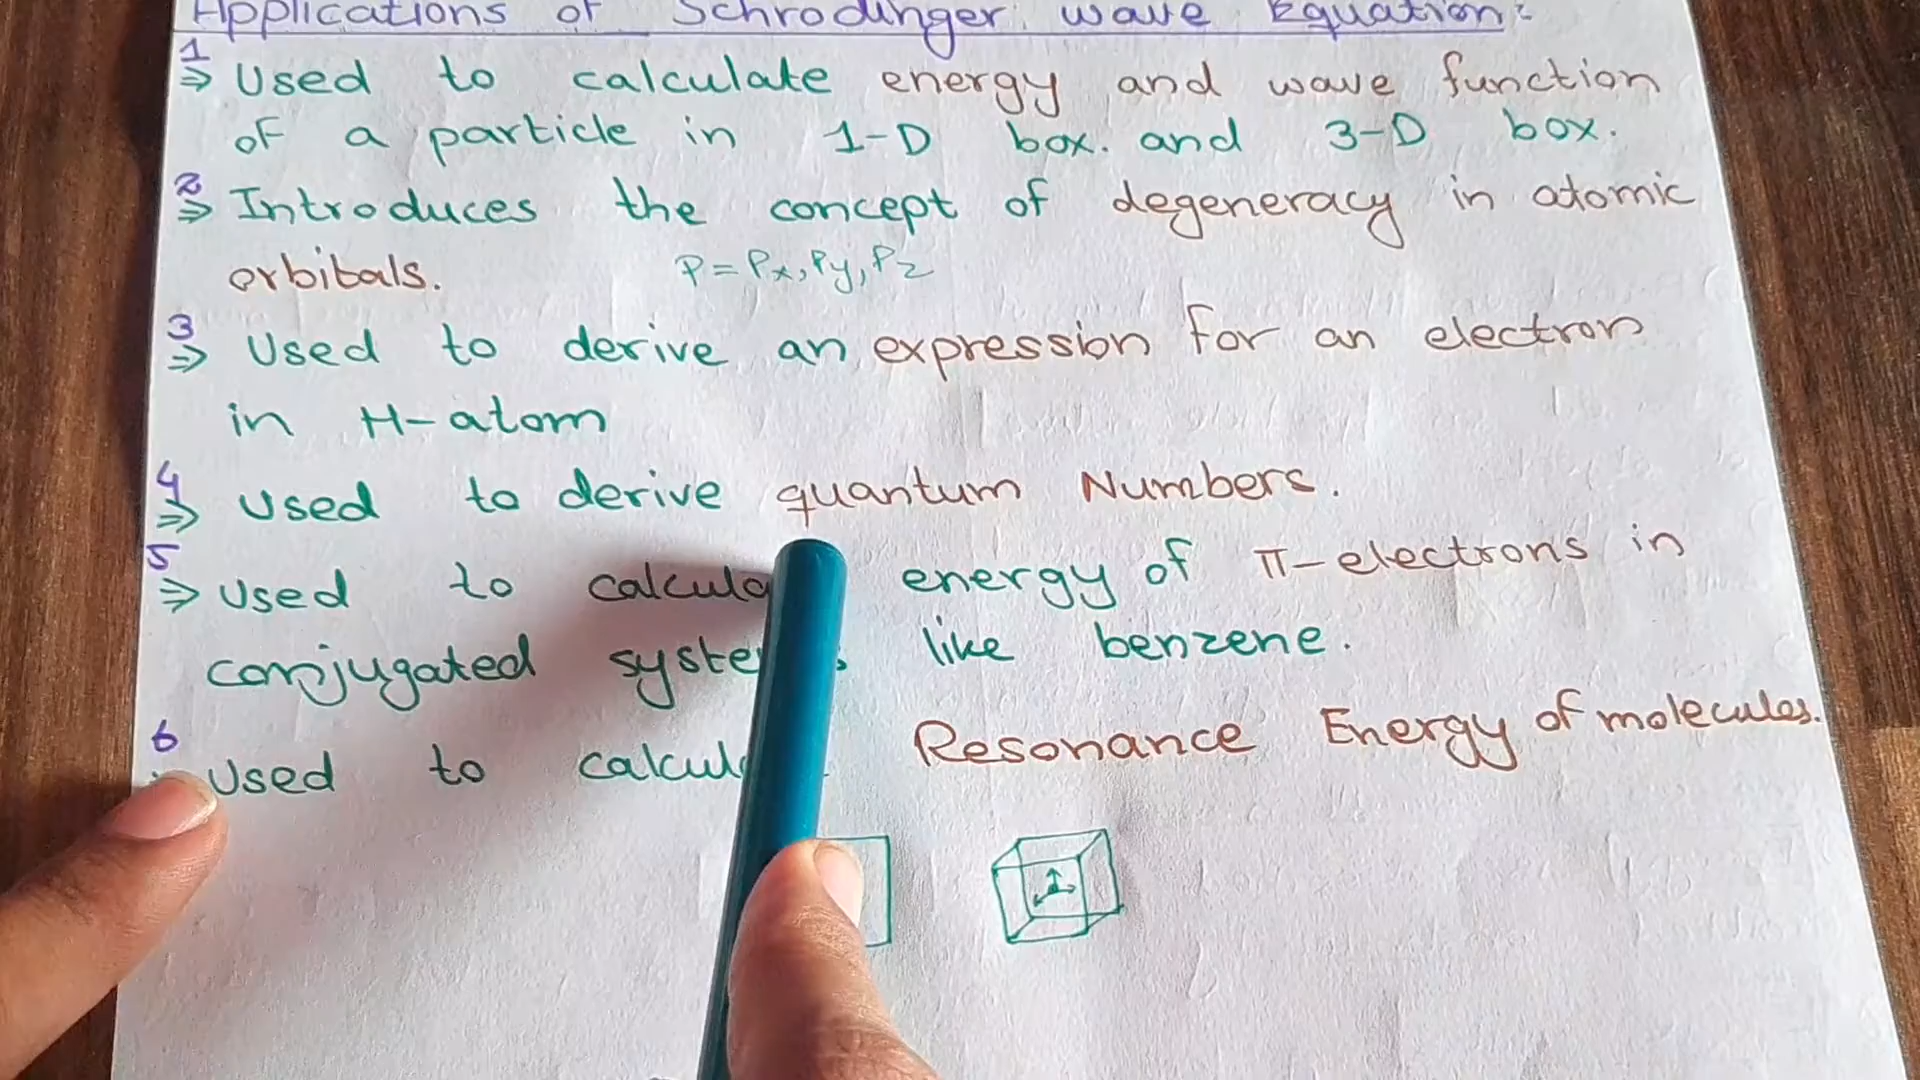 Applications of Schrodinger wave Equation:
1 ⇒ Used to calculate energy and wave function
of a particle in 1-D box. and 3-D box.
2 ⇒ Introduces the concept of degeneracy in atomic
orbitals. P = Px, Py, Pz
3 ⇒ Used to derive an expression for an electron
in H-atom
4 ⇒ Used to derive quantum Numbers.
5 ⇒ Used to energy of π-electrons in
conjugated like benzene.
6 Used to Resonance Energy of molecules.